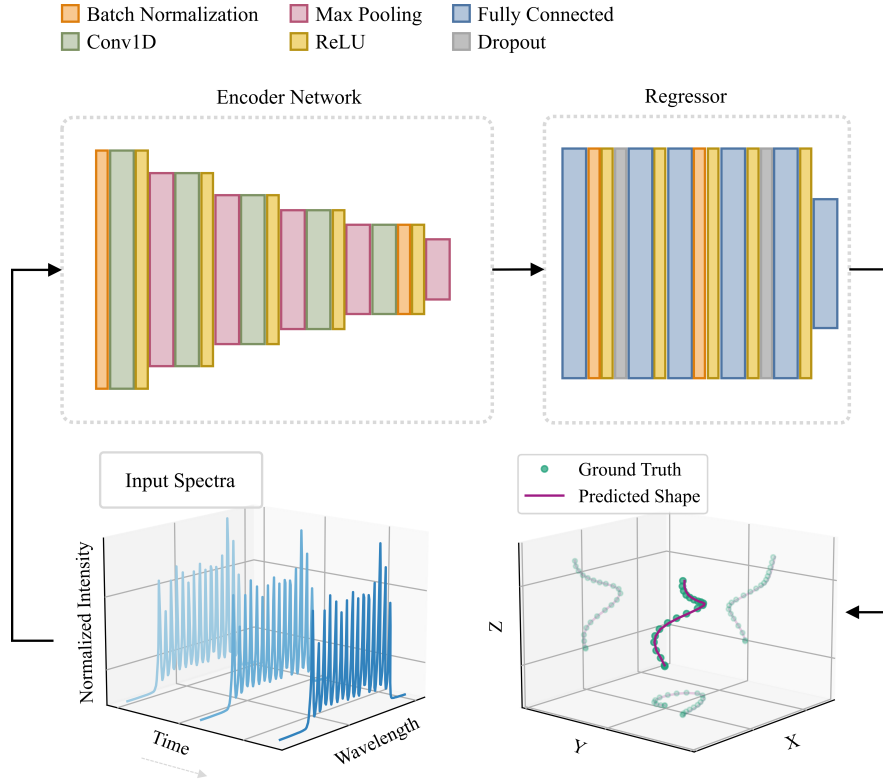 Batch Normalization
Max Pooling
Fully Connected
Conv1D
ReLU
Dropout
Encoder Network
Regressor
Input Spectra
Ground Truth
Predicted Shape
Normalized Intensity
Time
Wavelength
Z
Y
X